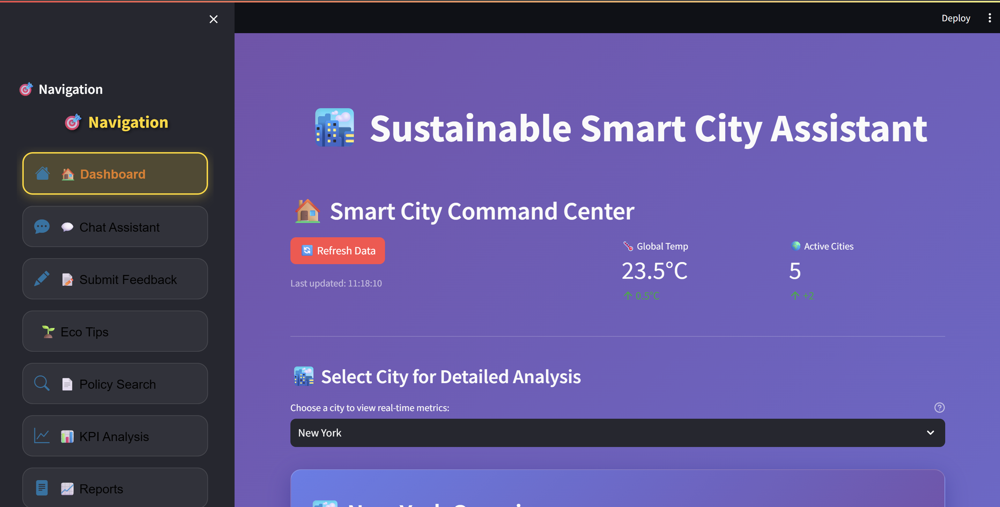 Deploy
Navigation
Navigation
Dashboard
Chat Assistant
Submit Feedback
Eco Tips
Policy Search
KPI Analysis
Reports
Sustainable Smart City Assistant
Smart City Command Center
Refresh Data
Last updated: 11:18:10
Global Temp
23.5°C
↑ 0.5°C
Active Cities
5
↑ +2
Select City for Detailed Analysis
Choose a city to view real-time metrics:
New York